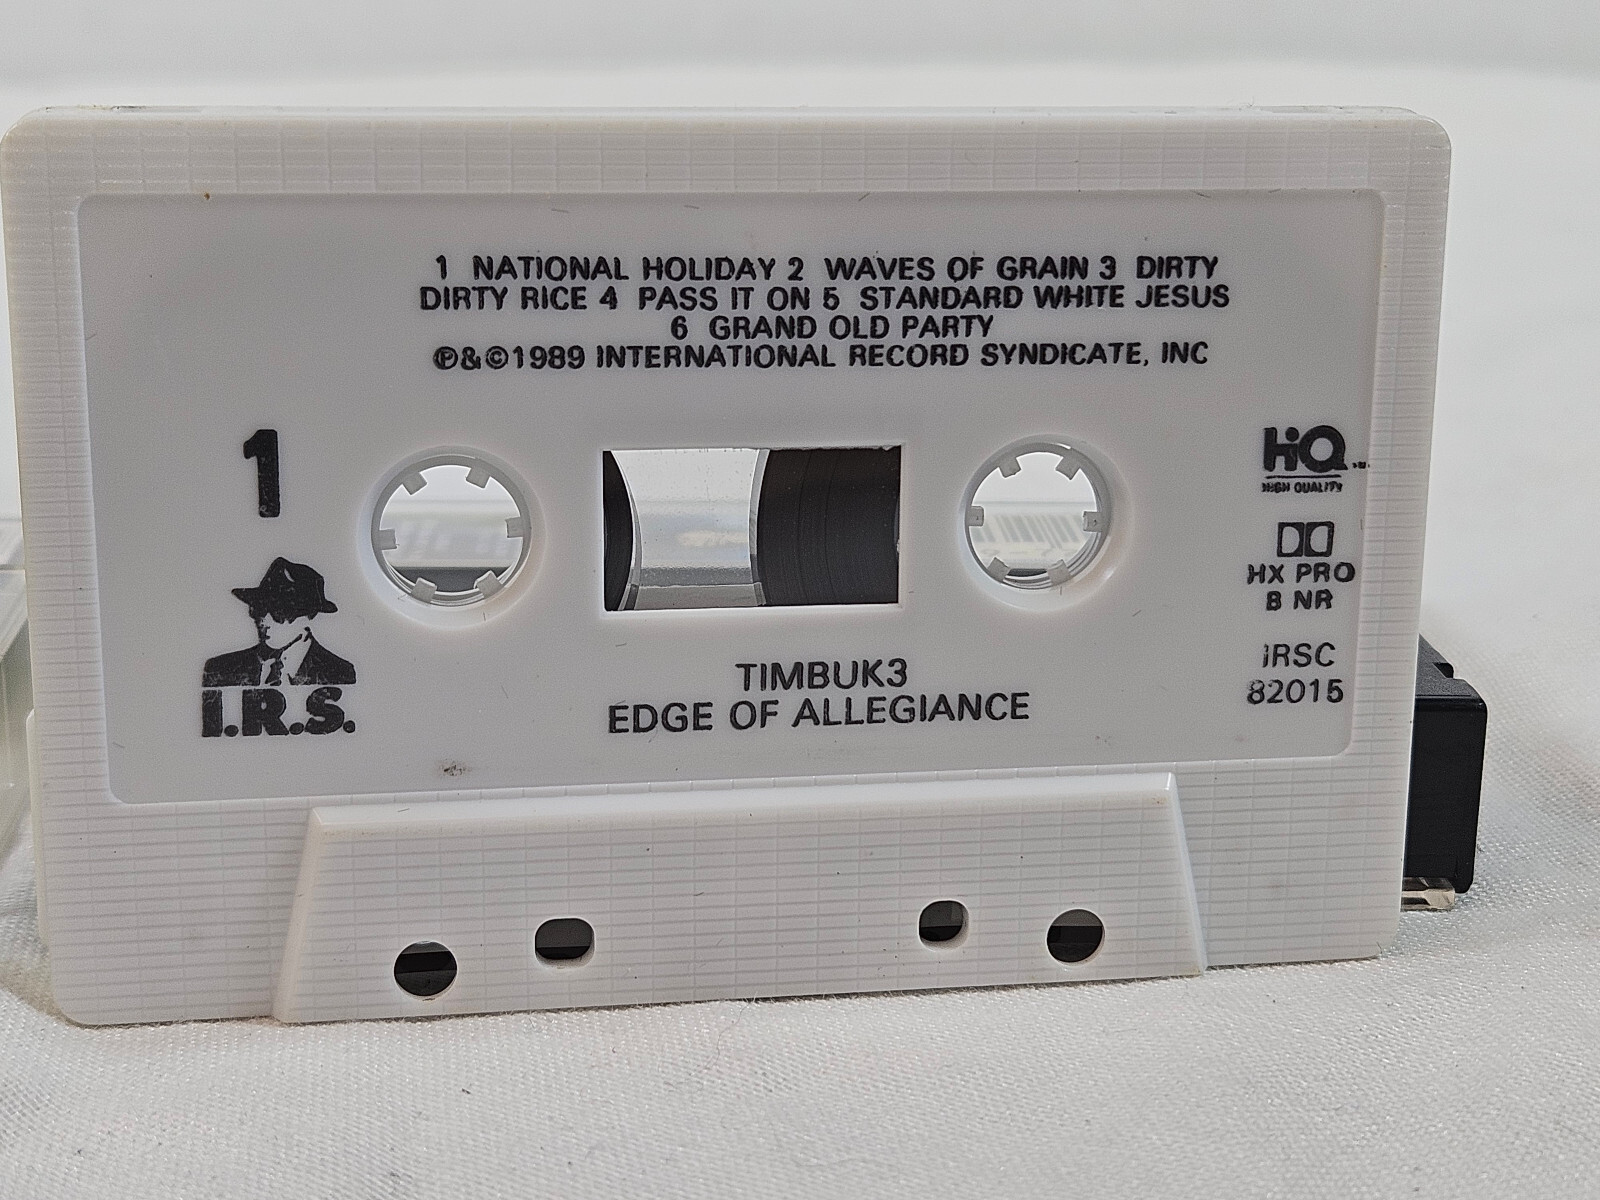 1 NATIONAL HOLIDAY 2 WAVES OF GRAIN 3 DIRTY
DIRTY RICE 4 PASS IT ON 5 STANDARD WHITE JESUS
6 GRAND OLD PARTY
℗&©1989 INTERNATIONAL RECORD SYNDICATE, INC
1
I.R.S.
HiQ
HIGH QUALITY
HX PRO
B NR
IRSC
82015
TIMBUK3
EDGE OF ALLEGIANCE